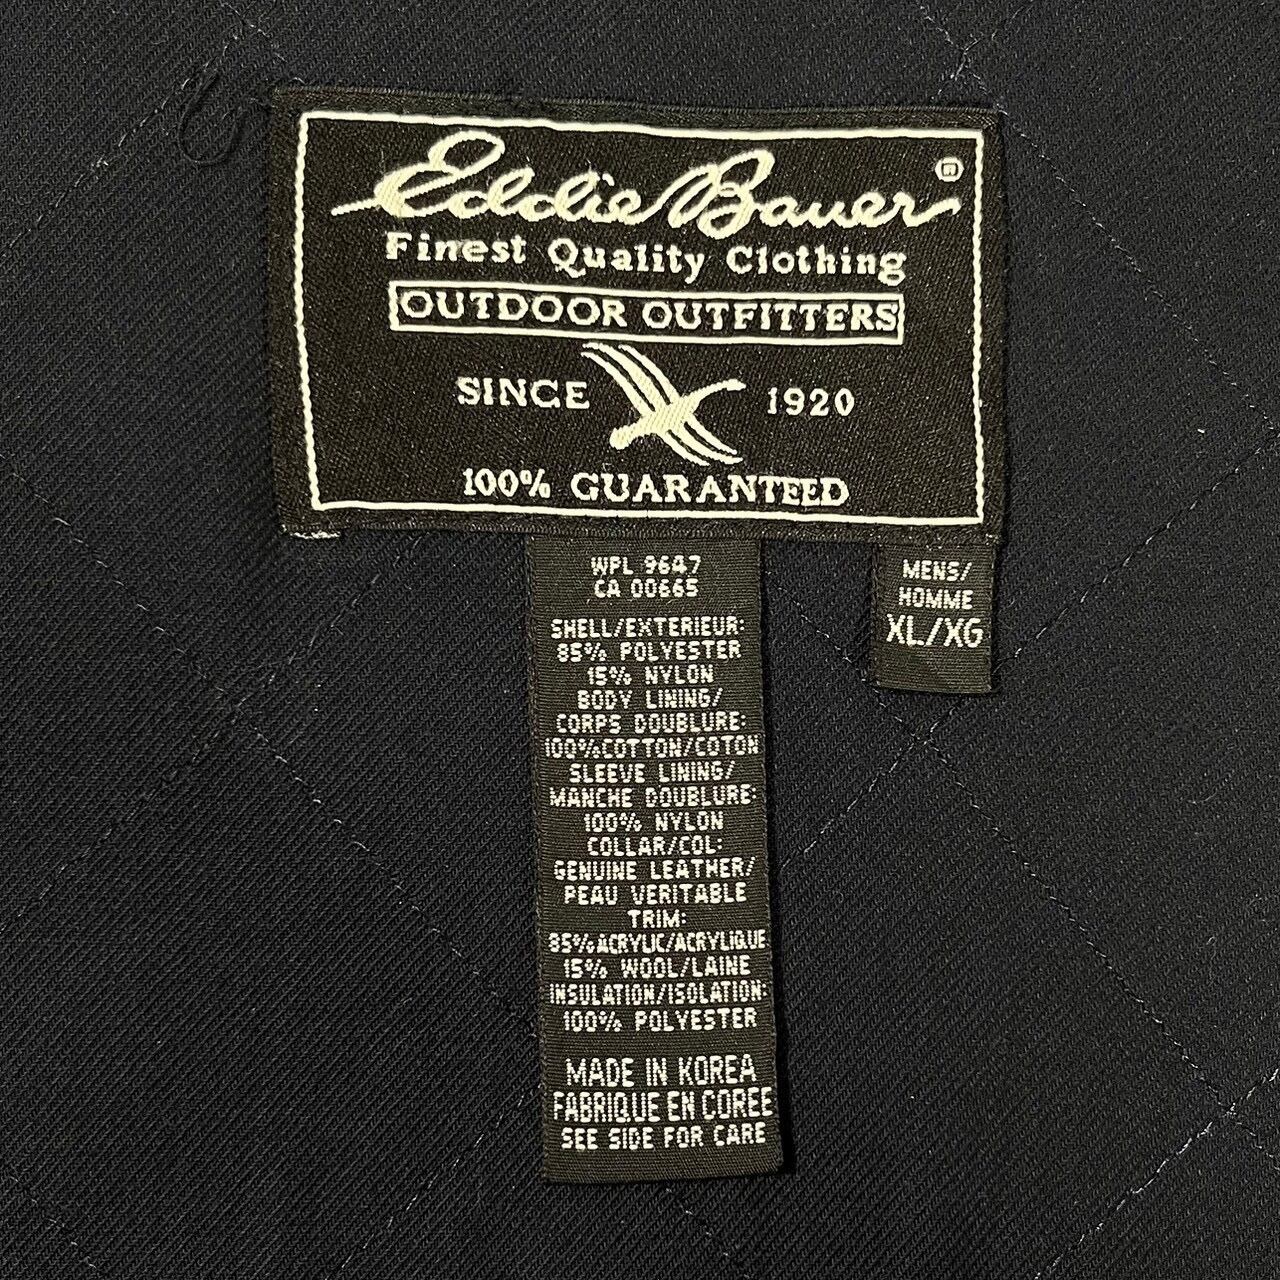 Eddie Bauer ®
Finest Quality Clothing
OUTDOOR OUTFITTERS
SINCE 1920
100% GUARANTEED
WPL 9647
CA 00665
SHELL/EXTERIEUR:
85% POLYESTER
15% NYLON
BODY LINING/
CORPS DOUBLURE:
100%COTTON/COTON
SLEEVE LINING/
MANCHE DOUBLURE:
100% NYLON
COLLAR/COL:
GENUINE LEATHER/
PEAU VERITABLE
TRIM:
85%ACRYLIC/ACRYLIQUE
15% WOOL/LAINE
INSULATION/ISOLATION:
100% POLYESTER
MADE IN KOREA
FABRIQUE EN COREE
SEE SIDE FOR CARE
MENS/
HOMME
XL/XG